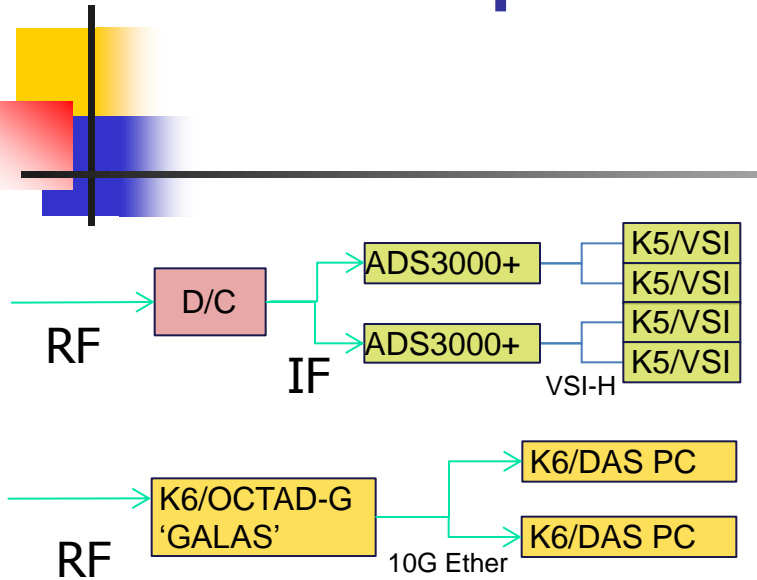 ADS3000+
K5/VSI
K5/VSI
D/C
RF
IF
ADS3000+
K5/VSI
K5/VSI
VSI-H
K6/OCTAD-G
‘GALAS’
RF
10G Ether
K6/DAS PC
K6/DAS PC